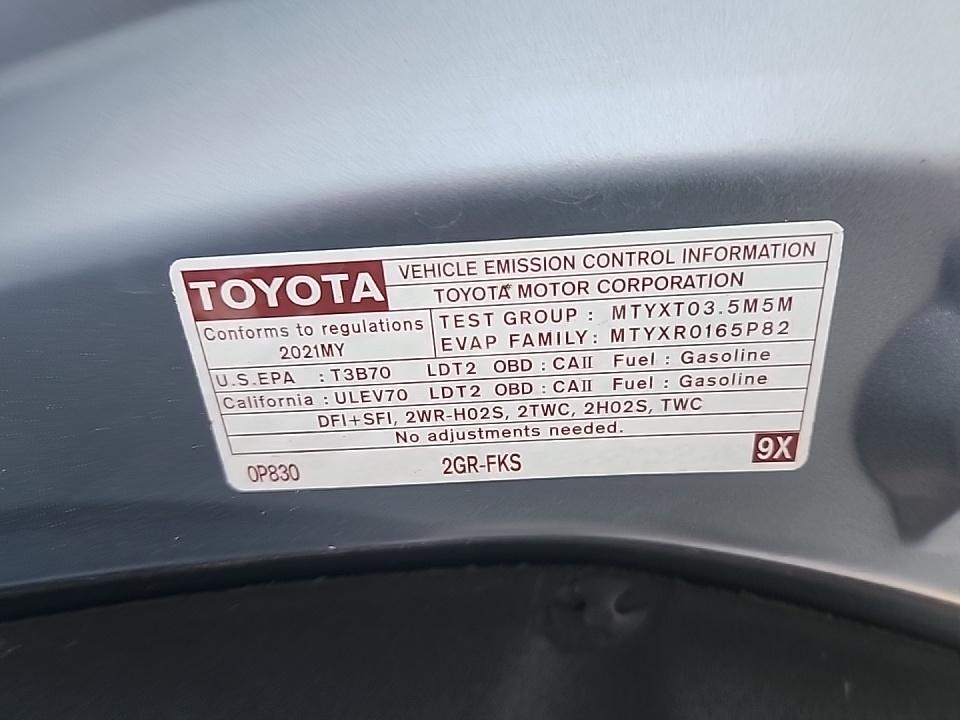 TOYOTA
VEHICLE EMISSION CONTROL INFORMATION
TOYOTA MOTOR CORPORATION
Conforms to regulations
2021MY
TEST GROUP : MTYXT03.5M5M
EVAP FAMILY: MTYXR0165P82
U.S.EPA : T3B70 LDT2 OBD : CAII Fuel : Gasoline
California : ULEV70 LDT2 OBD : CAII Fuel : Gasoline
DFI+SFI, 2WR-HO2S, 2TWC, 2HO2S, TWC
No adjustments needed.
0P830 2GR-FKS 9X